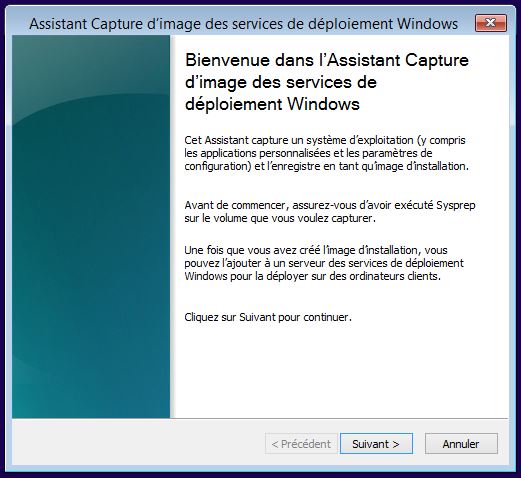 Assistant Capture d’image des services de déploiement Windows
Bienvenue dans l’Assistant Capture
d’image des services de
déploiement Windows
Cet Assistant capture un système d’exploitation (y compris
les applications personnalisées et les paramètres de
configuration) et l’enregistre en tant qu’image d’installation.
Avant de commencer, assurez-vous d’avoir exécuté Sysprep
sur le volume que vous voulez capturer.
Une fois que vous avez créé l’image d’installation, vous
pouvez l’ajouter à un serveur des services de déploiement
Windows pour la déployer sur des ordinateurs clients.
Cliquez sur Suivant pour continuer.
< Précédent Suivant > Annuler